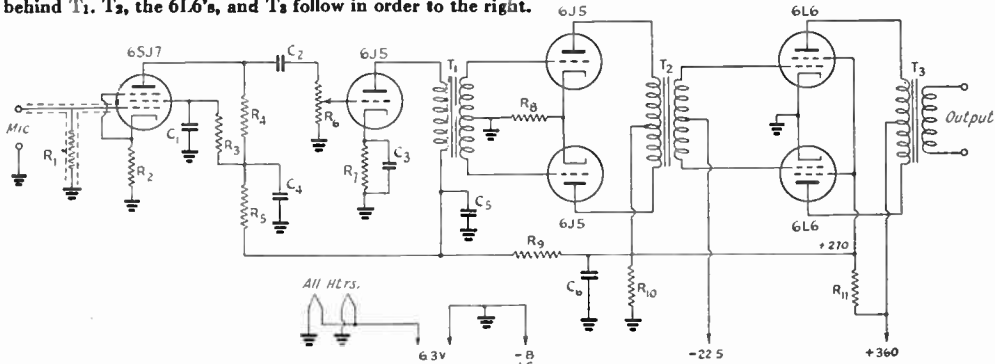 behind T₁. T₂, the 6L6's, and T₃ follow in order to the right.
6SJ7
C₂
6J5
T₁
6J5
T₂
6L6
T₃
Mic
R₁
R₂
C₁
R₃
R₄
R₅
C₄
R₆
R₇
C₃
C₅
R₈
6J5
6L6
Output
R₉
C₆
R₁₀
+270
R₁₁
All Htrs.
6.3V
-8
-22.5
+360